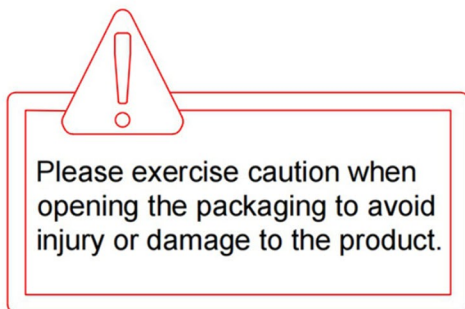 Please exercise caution when
opening the packaging to avoid
injury or damage to the product.